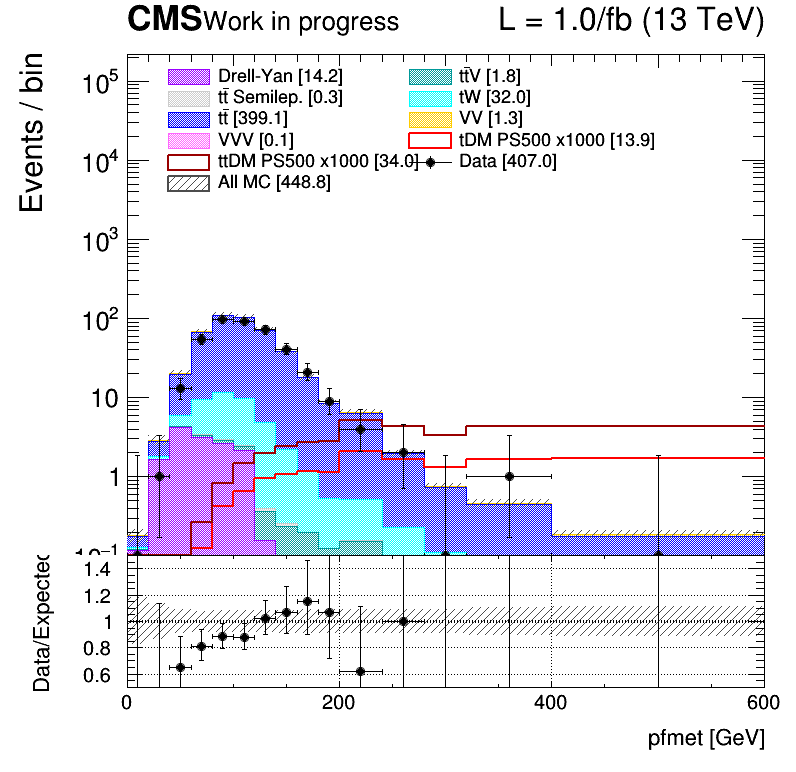 CMS Work in progress L = 1.0/fb (13 TeV)
Events / bin
10⁵
10⁴
10³
10²
10
1
10⁻¹
Drell-Yan [14.2] tt̄V [1.8]
tt̄ Semilep. [0.3] tW [32.0]
tt̄ [399.1] VV [1.3]
VVV [0.1] tDM PS500 x1000 [13.9]
ttDM PS500 x1000 [34.0] Data [407.0]
All MC [448.8]
Data/Expected
1.4
1.2
1
0.8
0.6
0 200 400 600
pfmet [GeV]